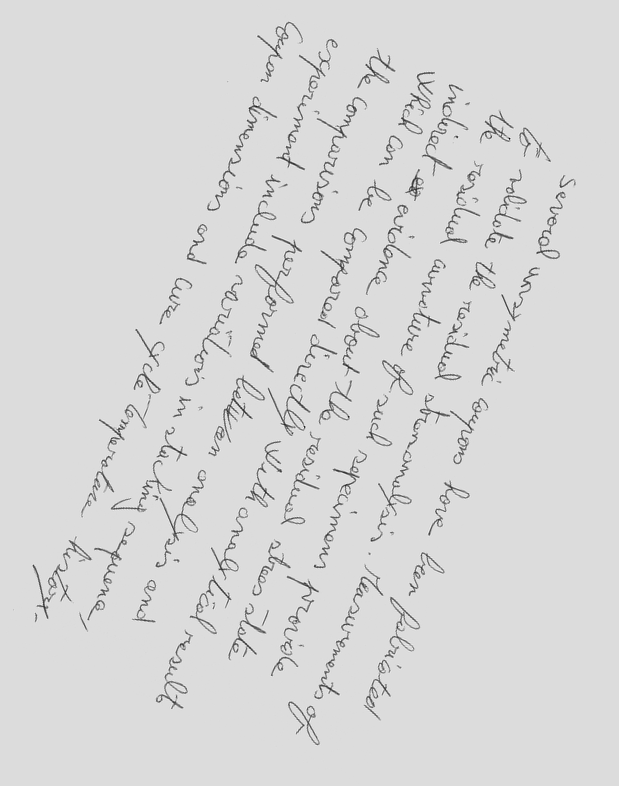 Several unsymmetric coupons have been fabricated
to validate the residual stress analysis. Measurements of
the residual curvature of such specimens provide
indirect evidence about the residual stress state
which can be compared directly with analytical result
the comparisons performed between analysis and
experiment include variations in stacking sequence,
coupon dimensions and cure cycle temperature history.